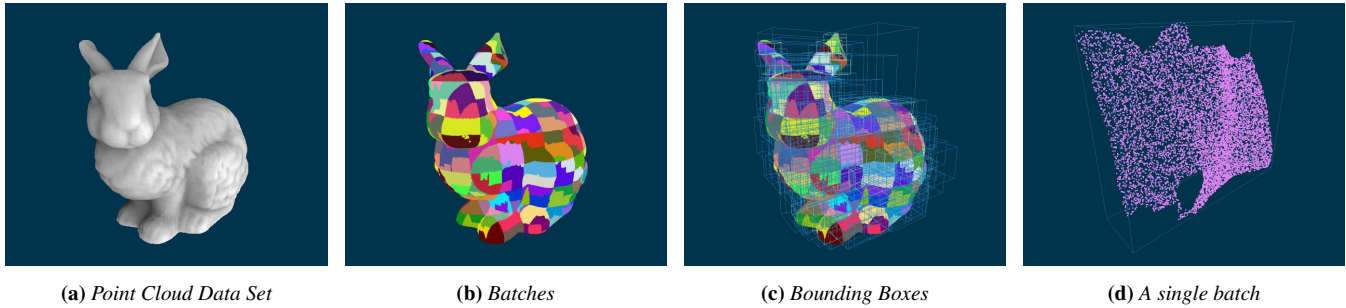 (a) Point Cloud Data Set
(b) Batches
(c) Bounding Boxes
(d) A single batch